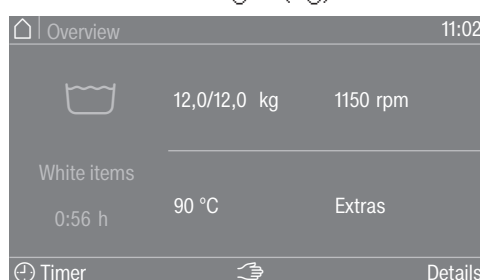 Overview 11:02
12,0/12,0 kg 1150 rpm
White items
0:56 h
90 °C Extras
Timer Details